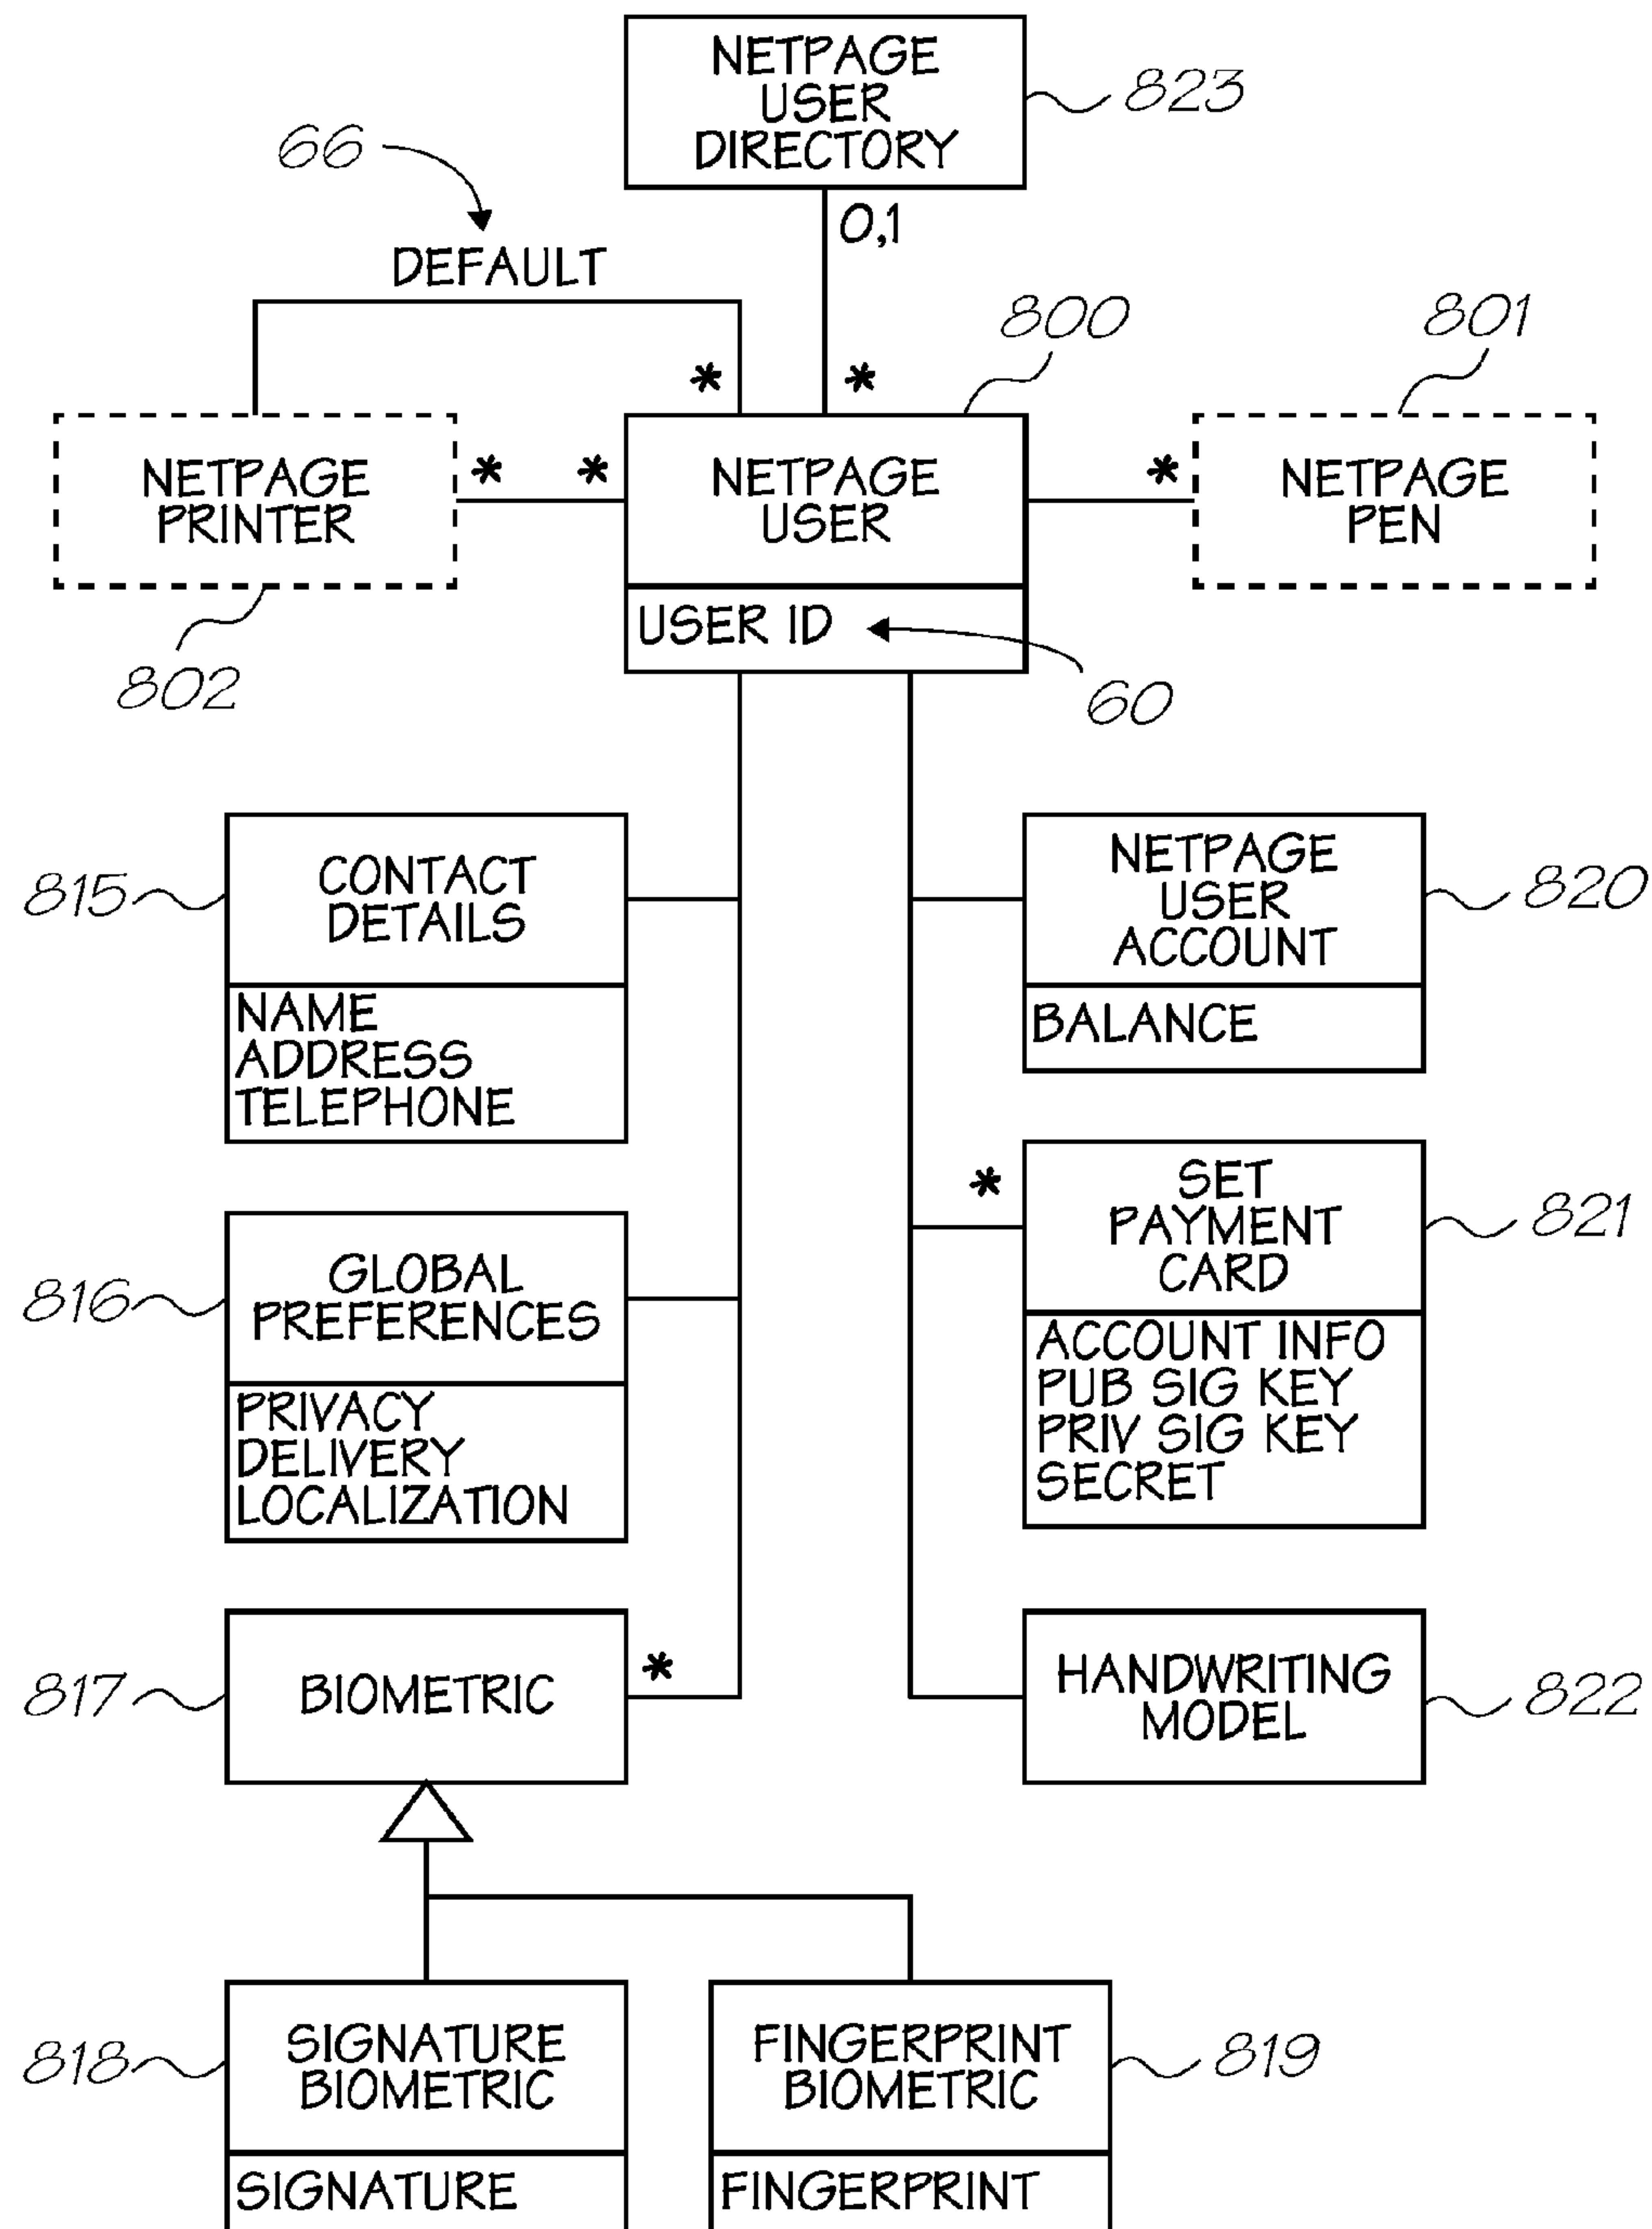 NETPAGE
USER
DIRECTORY
823
66
0,1
DEFAULT
800
801
*
*
NETPAGE
PRINTER
*
*
NETPAGE
USER
*
NETPAGE
PEN
USER ID
802
60
815
CONTACT
DETAILS
NAME
ADDRESS
TELEPHONE
NETPAGE
USER
ACCOUNT
820
BALANCE
816
GLOBAL
PREFERENCES
PRIVACY
DELIVERY
LOCALIZATION
*
SET
PAYMENT
CARD
821
ACCOUNT INFO
PUB SIG KEY
PRIV SIG KEY
SECRET
817
BIOMETRIC
*
HANDWRITING
MODEL
822
818
SIGNATURE
BIOMETRIC
SIGNATURE
FINGERPRINT
BIOMETRIC
819
FINGERPRINT